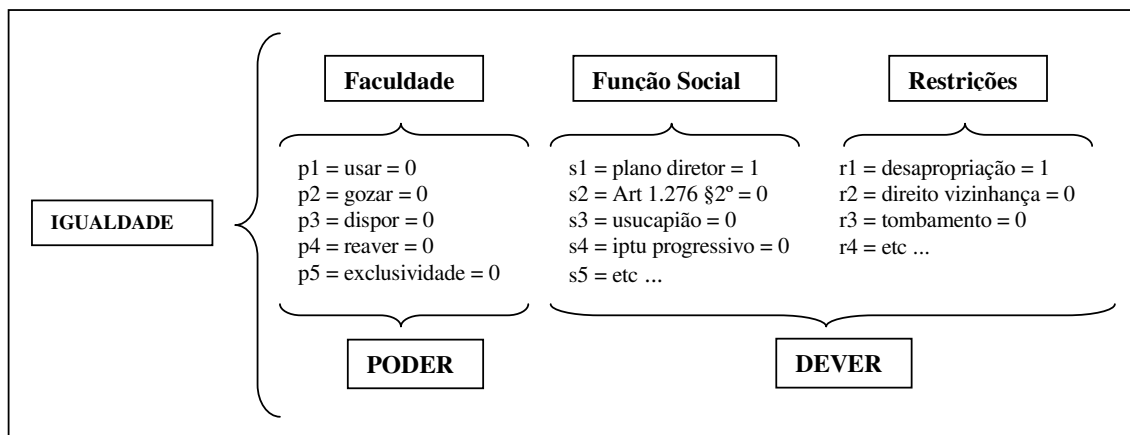 Faculdade
Função Social
Restrições
p1 = usar = 0
p2 = gozar = 0
p3 = dispor = 0
p4 = reaver = 0
p5 = exclusividade = 0
s1 = plano diretor = 1
s2 = Art 1.276 §2º = 0
s3 = usucapião = 0
s4 = iptu progressivo = 0
s5 = etc ...
r1 = desapropriação = 1
r2 = direito vizinhança = 0
r3 = tombamento = 0
r4 = etc ...
IGUALDADE
PODER
DEVER